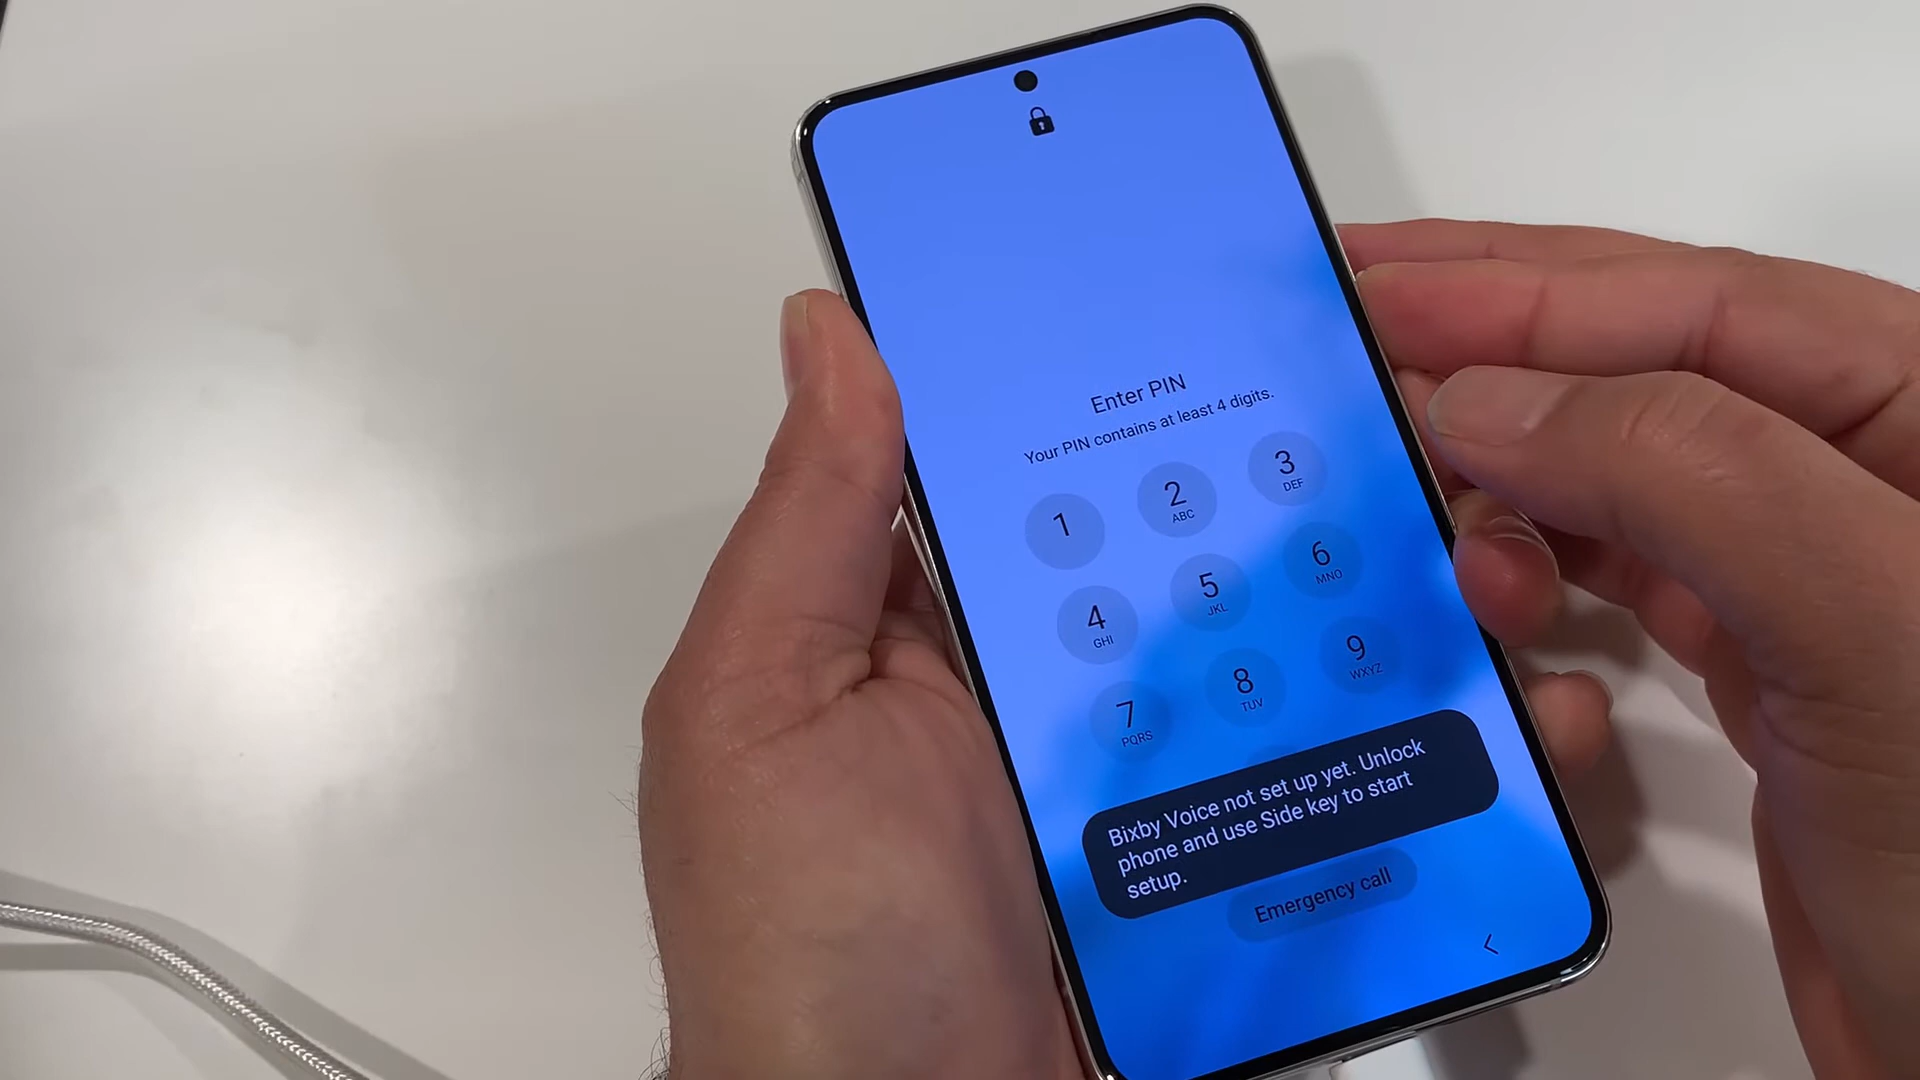 Enter PIN
Your PIN contains at least 4 digits.
1
2
ABC
3
DEF
4
GHI
5
JKL
6
MNO
7
PQRS
8
TUV
9
WXYZ
Bixby Voice not set up yet. Unlock
phone and use Side key to start
setup.
Emergency call